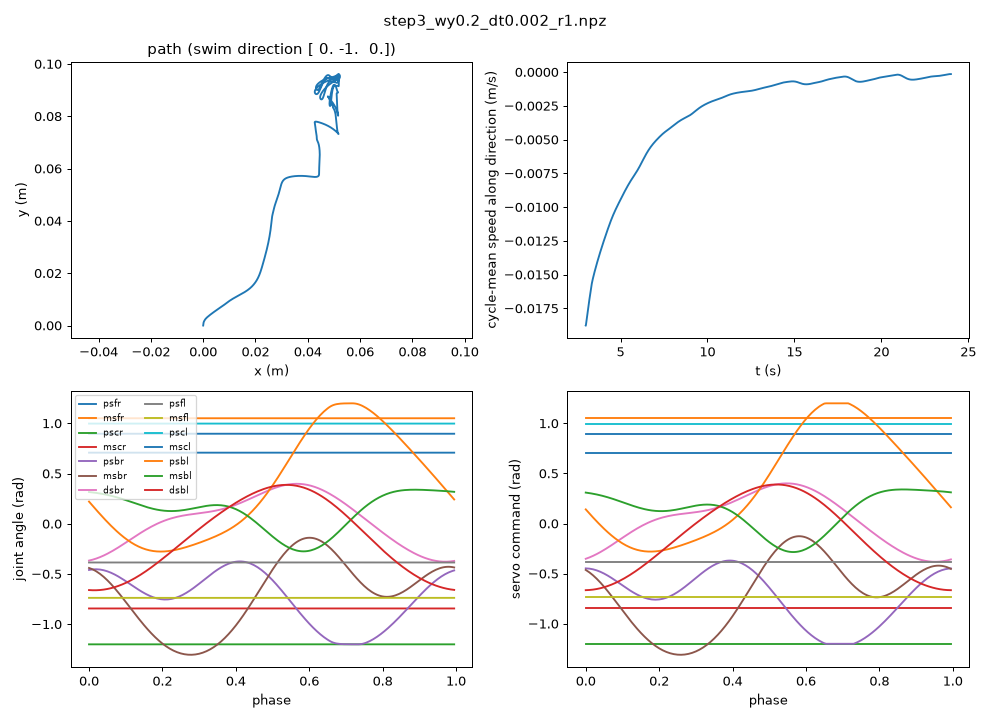 step3_wy0.2_dt0.002_r1.npz
path (swim direction [ 0. -1.  0.])
0.10
0.08
0.06
0.04
0.02
0.00
y (m)
−0.04 −0.02 0.00 0.02 0.04 0.06 0.08 0.10
x (m)
0.0000
−0.0025
−0.0050
−0.0075
−0.0100
−0.0125
−0.0150
−0.0175
cycle-mean speed along direction (m/s)
5 10 15 20 25
t (s)
psfr psfl
msfr msfl
pscr pscl
mscr mscl
psbr psbl
msbr msbl
dsbr dsbl
1.0
0.5
0.0
−0.5
−1.0
joint angle (rad)
0.0 0.2 0.4 0.6 0.8 1.0
phase
1.0
0.5
0.0
−0.5
−1.0
servo command (rad)
0.0 0.2 0.4 0.6 0.8 1.0
phase